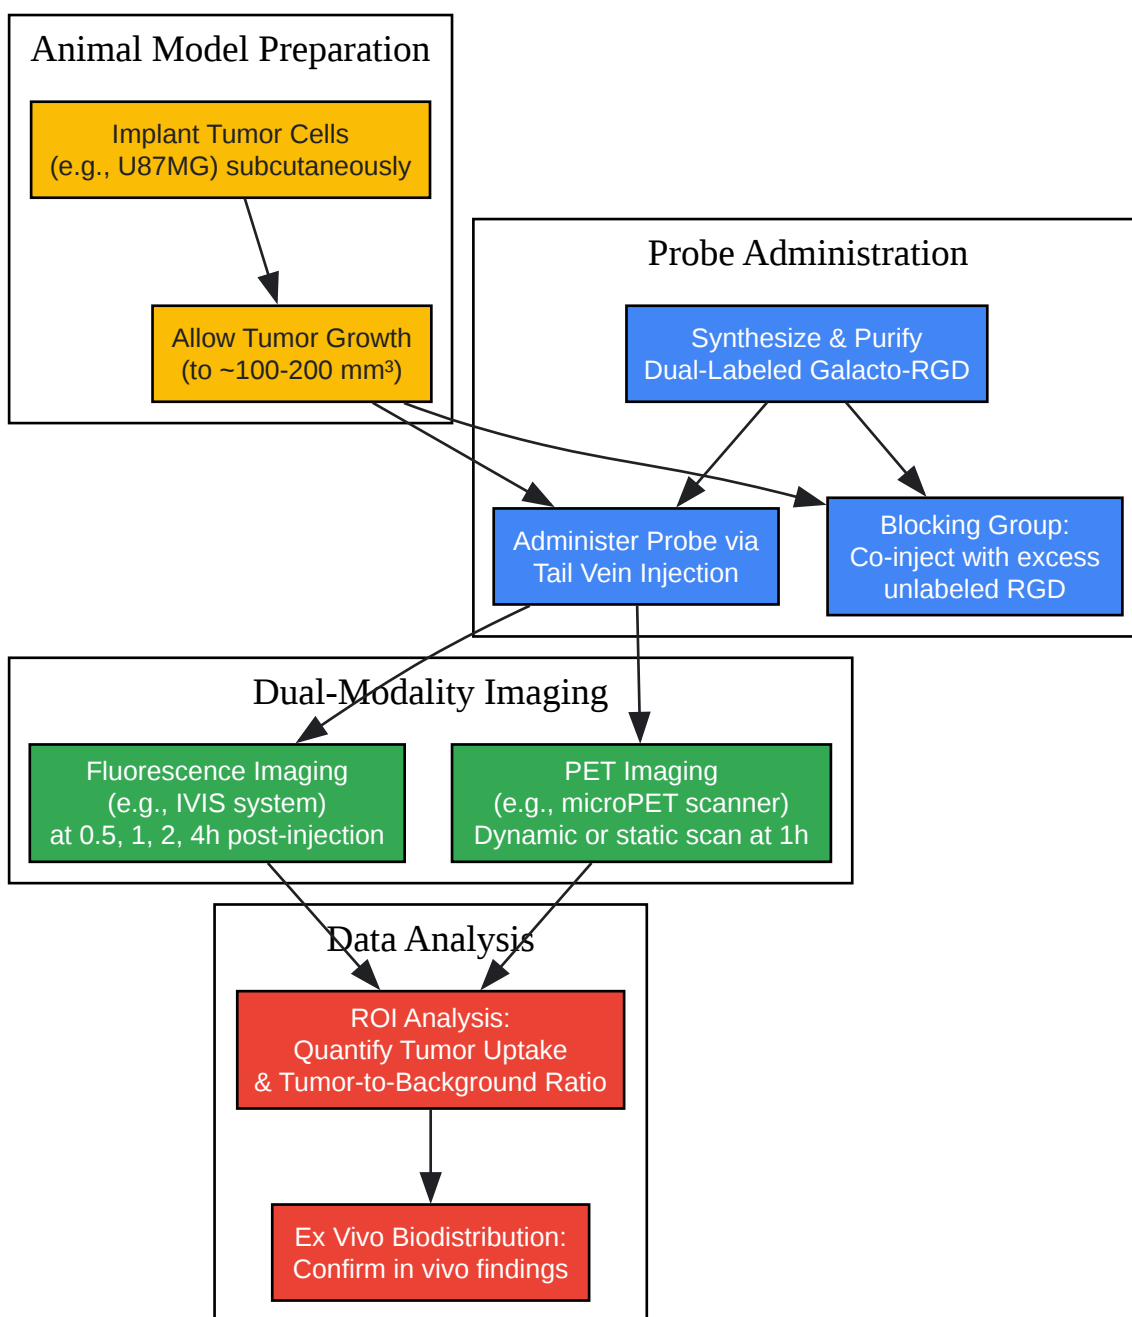 Animal Model Preparation
Implant Tumor Cells
(e.g., U87MG) subcutaneously
Allow Tumor Growth
(to ~100-200 mm³)
Probe Administration
Synthesize & Purify
Dual-Labeled Galacto-RGD
Administer Probe via
Tail Vein Injection
Blocking Group:
Co-inject with excess
unlabeled RGD
Dual-Modality Imaging
Fluorescence Imaging
(e.g., IVIS system)
at 0.5, 1, 2, 4h post-injection
PET Imaging
(e.g., microPET scanner)
Dynamic or static scan at 1h
Data Analysis
ROI Analysis:
Quantify Tumor Uptake
& Tumor-to-Background Ratio
Ex Vivo Biodistribution:
Confirm in vivo findings